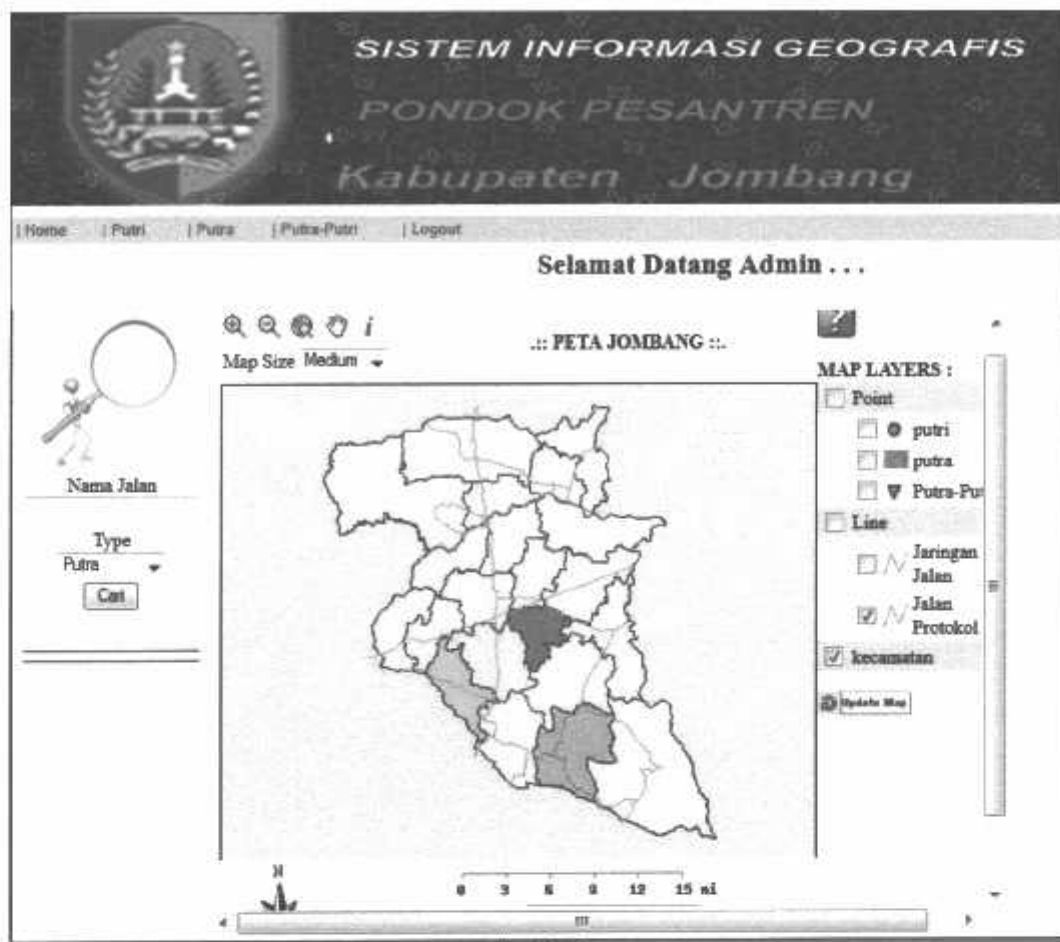 SISTEM INFORMASI GEOGRAFIS
PONDOK PESANTREN
Kabupaten Jombang
| Home | Putri | Putra | Putra-Putri | Logout
Selamat Datang Admin . . .
Nama Jalan
Type
Putra
Cari
i
Map Size Medium
.:: PETA JOMBANG ::.
?
MAP LAYERS :
Point
putri
putra
Putra-Put
Line
Jaringan
Jalan
Jalan
Protokol
kecamatan
Update Map
N
0 3 6 9 12 15 mi